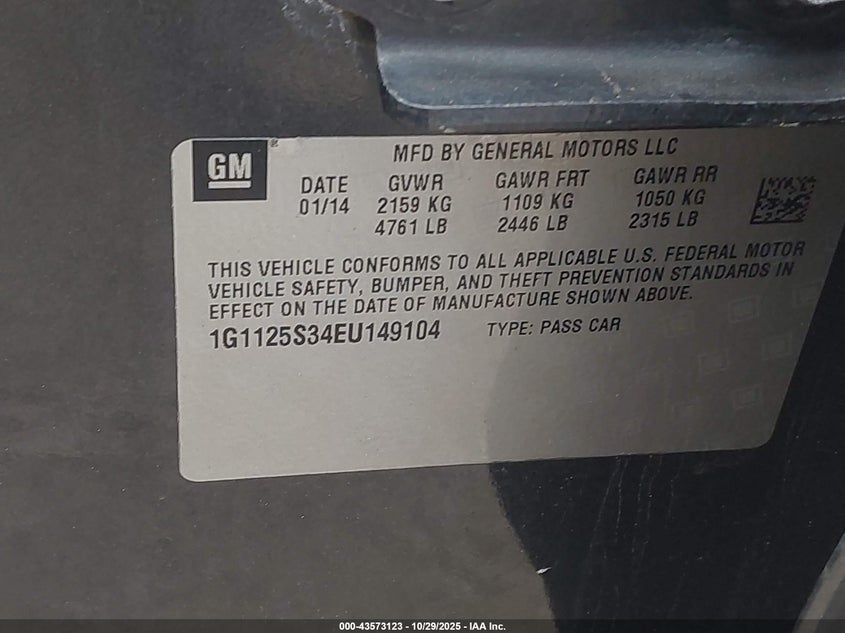 GM®
MFD BY GENERAL MOTORS LLC
DATE GVWR GAWR FRT GAWR RR
01/14 2159 KG 1109 KG 1050 KG
4761 LB 2446 LB 2315 LB
THIS VEHICLE CONFORMS TO ALL APPLICABLE U.S. FEDERAL MOTOR
VEHICLE SAFETY, BUMPER, AND THEFT PREVENTION STANDARDS IN
EFFECT ON THE DATE OF MANUFACTURE SHOWN ABOVE.
1G1125S34EU149104 TYPE: PASS CAR
000-43573123 - 10/29/2025 - IAA Inc.